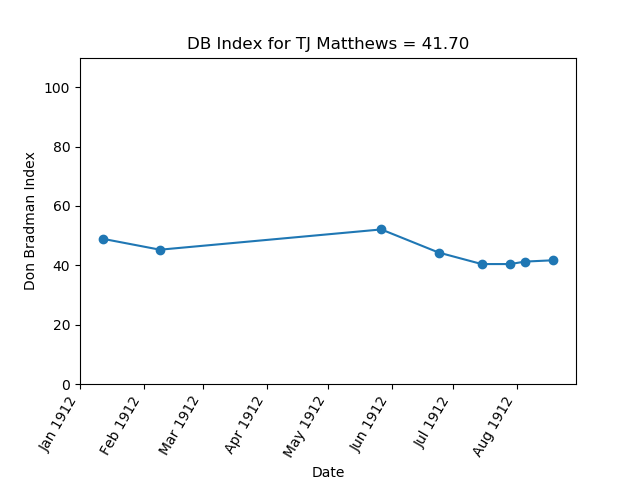 DB Index for TJ Matthews = 41.70
100
80
60
40
20
0
Don Bradman Index
Jan 1912
Feb 1912
Mar 1912
Apr 1912
May 1912
Jun 1912
Jul 1912
Aug 1912
Date